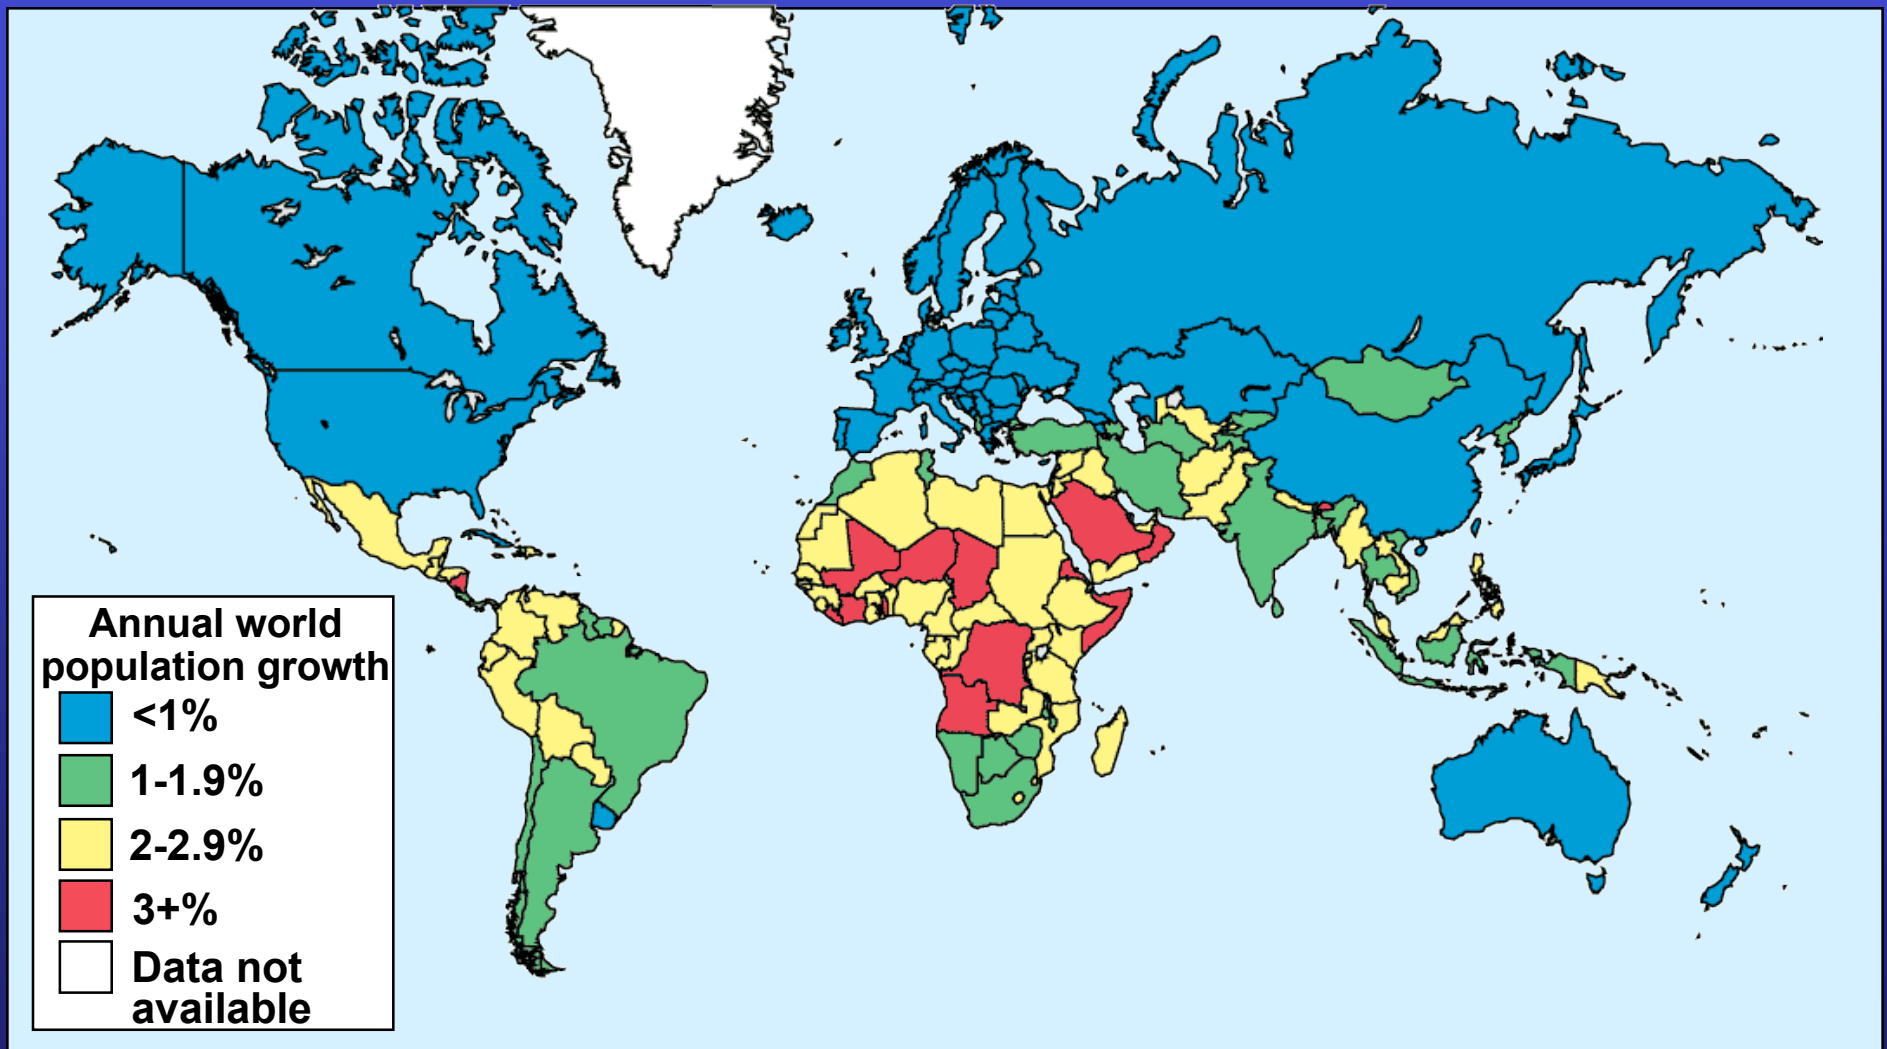 Annual world
population growth
<1%
1-1.9%
2-2.9%
3+%
Data not
available